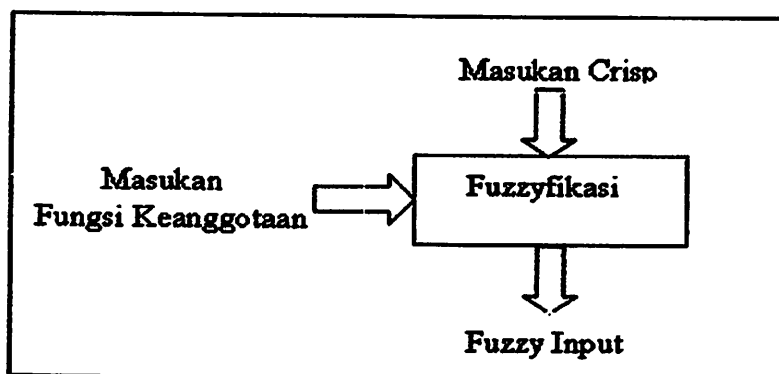 Masukan Crisp
Masukan
Fungsi Keanggotaan
Fuzzyfikasi
Fuzzy Input